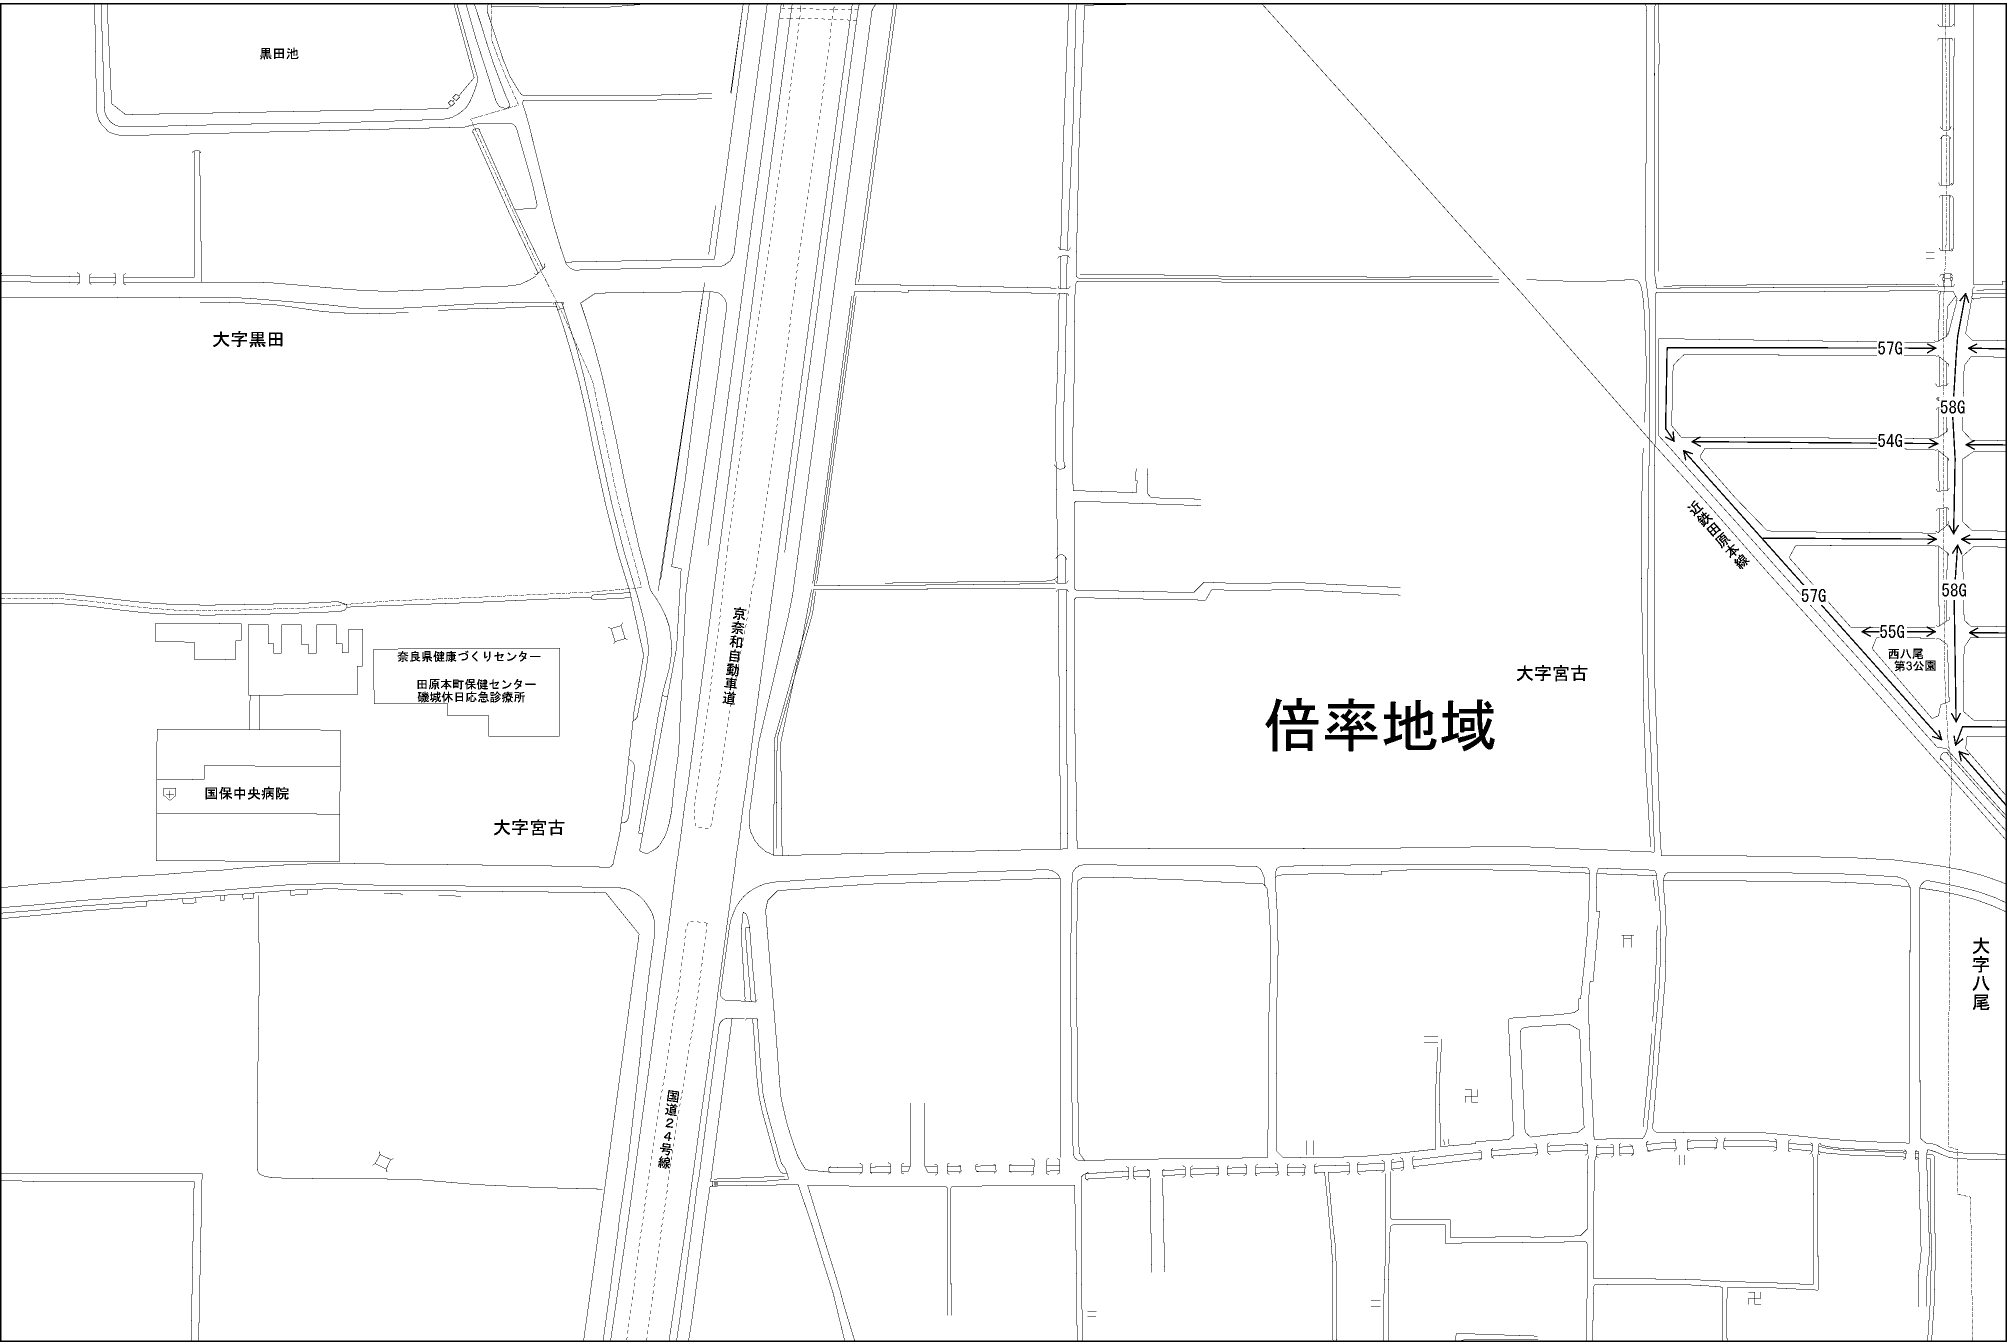 黒田池
大字黒田
57G
58G
54G
近鉄田原本線
57G
58G
55G
西八尾
第3公園
京奈和自動車道
奈良県健康づくりセンター
田原本町保健センター
磯城休日応急診療所
大字宮古
倍率地域
国保中央病院
大字宮古
大字八尾
国道24号線